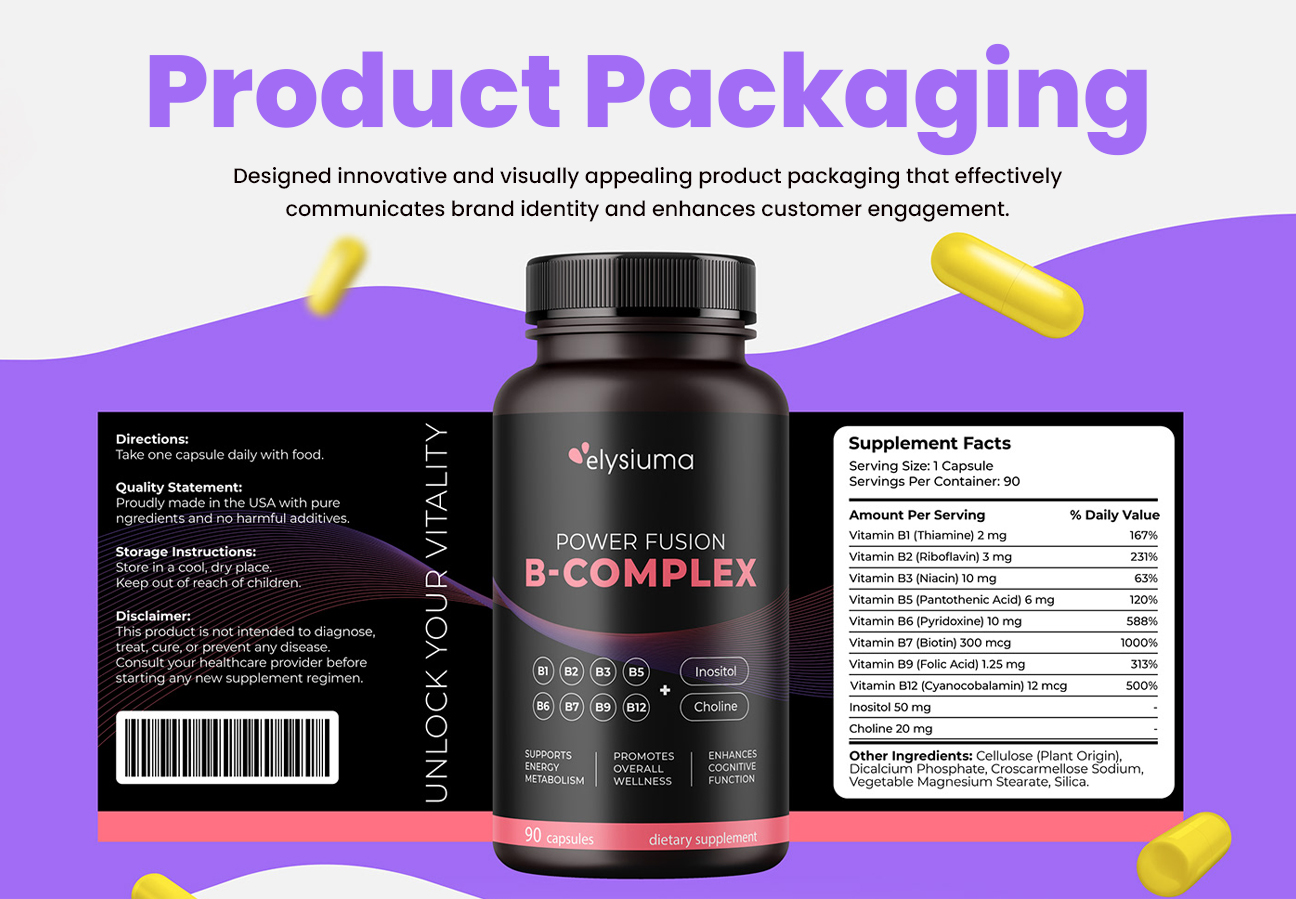 Product Packaging
Designed innovative and visually appealing product packaging that effectively
communicates brand identity and enhances customer engagement.
Directions:
Take one capsule daily with food.
Quality Statement:
Proudly made in the USA with pure
ngredients and no harmful additives.
Storage Instructions:
Store in a cool, dry place.
Keep out of reach of children.
Disclaimer:
This product is not intended to diagnose,
treat, cure, or prevent any disease.
Consult your healthcare provider before
starting any new supplement regimen.
UNLOCK YOUR VITALITY
elysiuma
POWER FUSION
B-COMPLEX
B1 B2 B3 B5
B6 B7 B9 B12
+
Inositol
Choline
SUPPORTS
ENERGY
METABOLISM
PROMOTES
OVERALL
WELLNESS
ENHANCES
COGNITIVE
FUNCTION
90 capsules
dietary supplement
Supplement Facts
Serving Size: 1 Capsule
Servings Per Container: 90
Amount Per Serving % Daily Value
Vitamin B1 (Thiamine) 2 mg 167%
Vitamin B2 (Riboflavin) 3 mg 231%
Vitamin B3 (Niacin) 10 mg 63%
Vitamin B5 (Pantothenic Acid) 6 mg 120%
Vitamin B6 (Pyridoxine) 10 mg 588%
Vitamin B7 (Biotin) 300 mcg 1000%
Vitamin B9 (Folic Acid) 1.25 mg 313%
Vitamin B12 (Cyanocobalamin) 12 mcg 500%
Inositol 50 mg -
Choline 20 mg -
Other Ingredients: Cellulose (Plant Origin),
Dicalcium Phosphate, Croscarmellose Sodium,
Vegetable Magnesium Stearate, Silica.